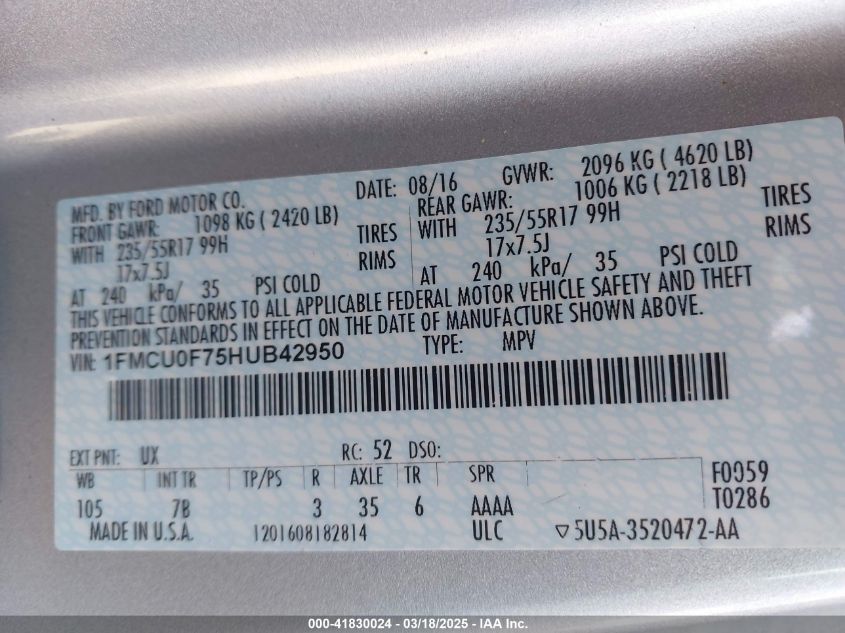 MFD. BY FORD MOTOR CO. DATE: 08/16 GVWR: 2096 KG ( 4620 LB)
FRONT GAWR: 1098 KG ( 2420 LB) REAR GAWR: 1006 KG ( 2218 LB)
WITH 235/55R17 99H TIRES WITH 235/55R17 99H TIRES
17x7.5J RIMS 17x7.5J RIMS
AT 240 kPa/ 35 PSI COLD AT 240 kPa/ 35 PSI COLD
THIS VEHICLE CONFORMS TO ALL APPLICABLE FEDERAL MOTOR VEHICLE SAFETY AND THEFT
PREVENTION STANDARDS IN EFFECT ON THE DATE OF MANUFACTURE SHOWN ABOVE.
VIN: 1FMCU0F75HUB42950 TYPE: MPV
EXT PNT: UX RC: 52 DSO:
WB INT TR TP/PS R AXLE TR SPR F0059
105 7B 3 35 6 AAAA T0286
MADE IN U.S.A. 1201608182814 ULC ▽5U5A-3520472-AA
000-41830024 - 03/18/2025 - IAA Inc.